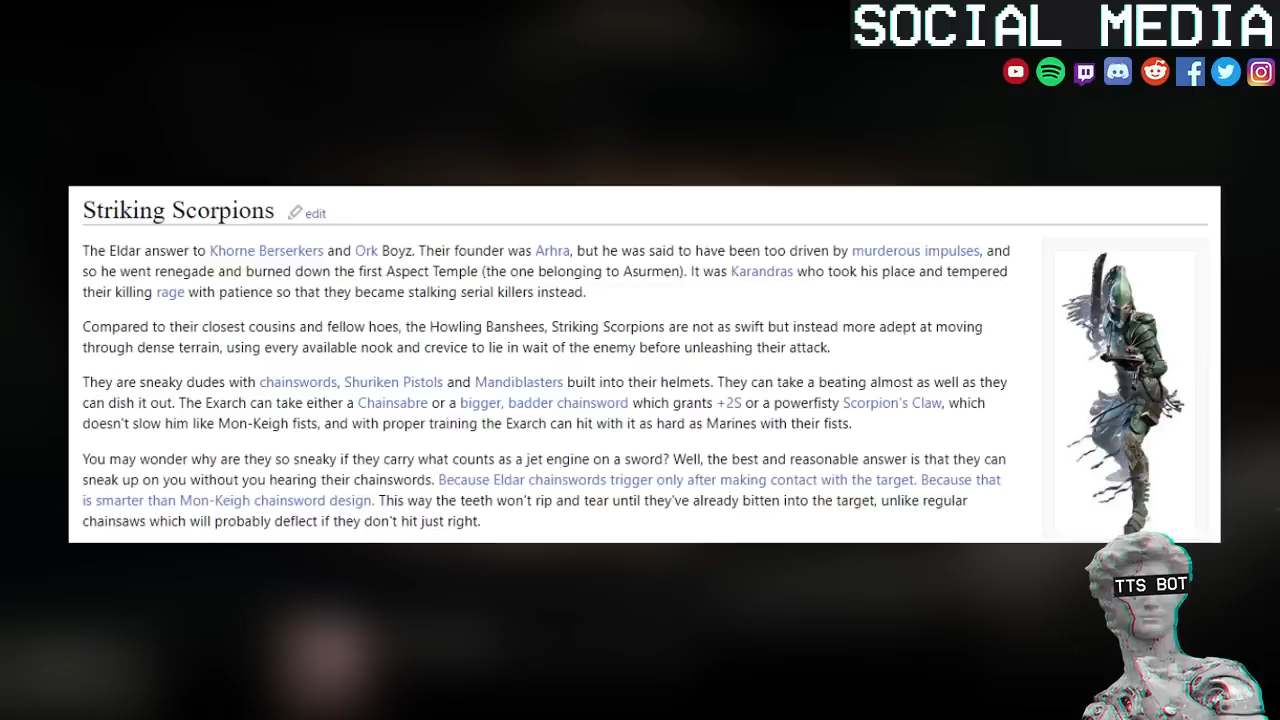 SOCIAL MEDIA
Striking Scorpions edit
The Eldar answer to Khorne Berserkers and Ork Boyz. Their founder was Arhra, but he was said to have been too driven by murderous impulses, and
so he went renegade and burned down the first Aspect Temple (the one belonging to Asurmen). It was Karandras who took his place and tempered
their killing rage with patience so that they became stalking serial killers instead.
Compared to their closest cousins and fellow hoes, the Howling Banshees, Striking Scorpions are not as swift but instead more adept at moving
through dense terrain, using every available nook and crevice to lie in wait of the enemy before unleashing their attack.
They are sneaky dudes with chainswords, Shuriken Pistols and Mandiblasters built into their helmets. They can take a beating almost as well as they
can dish it out. The Exarch can take either a Chainsabre or a bigger, badder chainsword which grants +2S or a powerfisty Scorpion's Claw, which
doesn't slow him like Mon-Keigh fists, and with proper training the Exarch can hit with it as hard as Marines with their fists.
You may wonder why are they so sneaky if they carry what counts as a jet engine on a sword? Well, the best and reasonable answer is that they can
sneak up on you without you hearing their chainswords. Because Eldar chainswords trigger only after making contact with the target. Because that
is smarter than Mon-Keigh chainsword design. This way the teeth won't rip and tear until they've already bitten into the target, unlike regular
chainsaws which will probably deflect if they don't hit just right.
TTS BOT